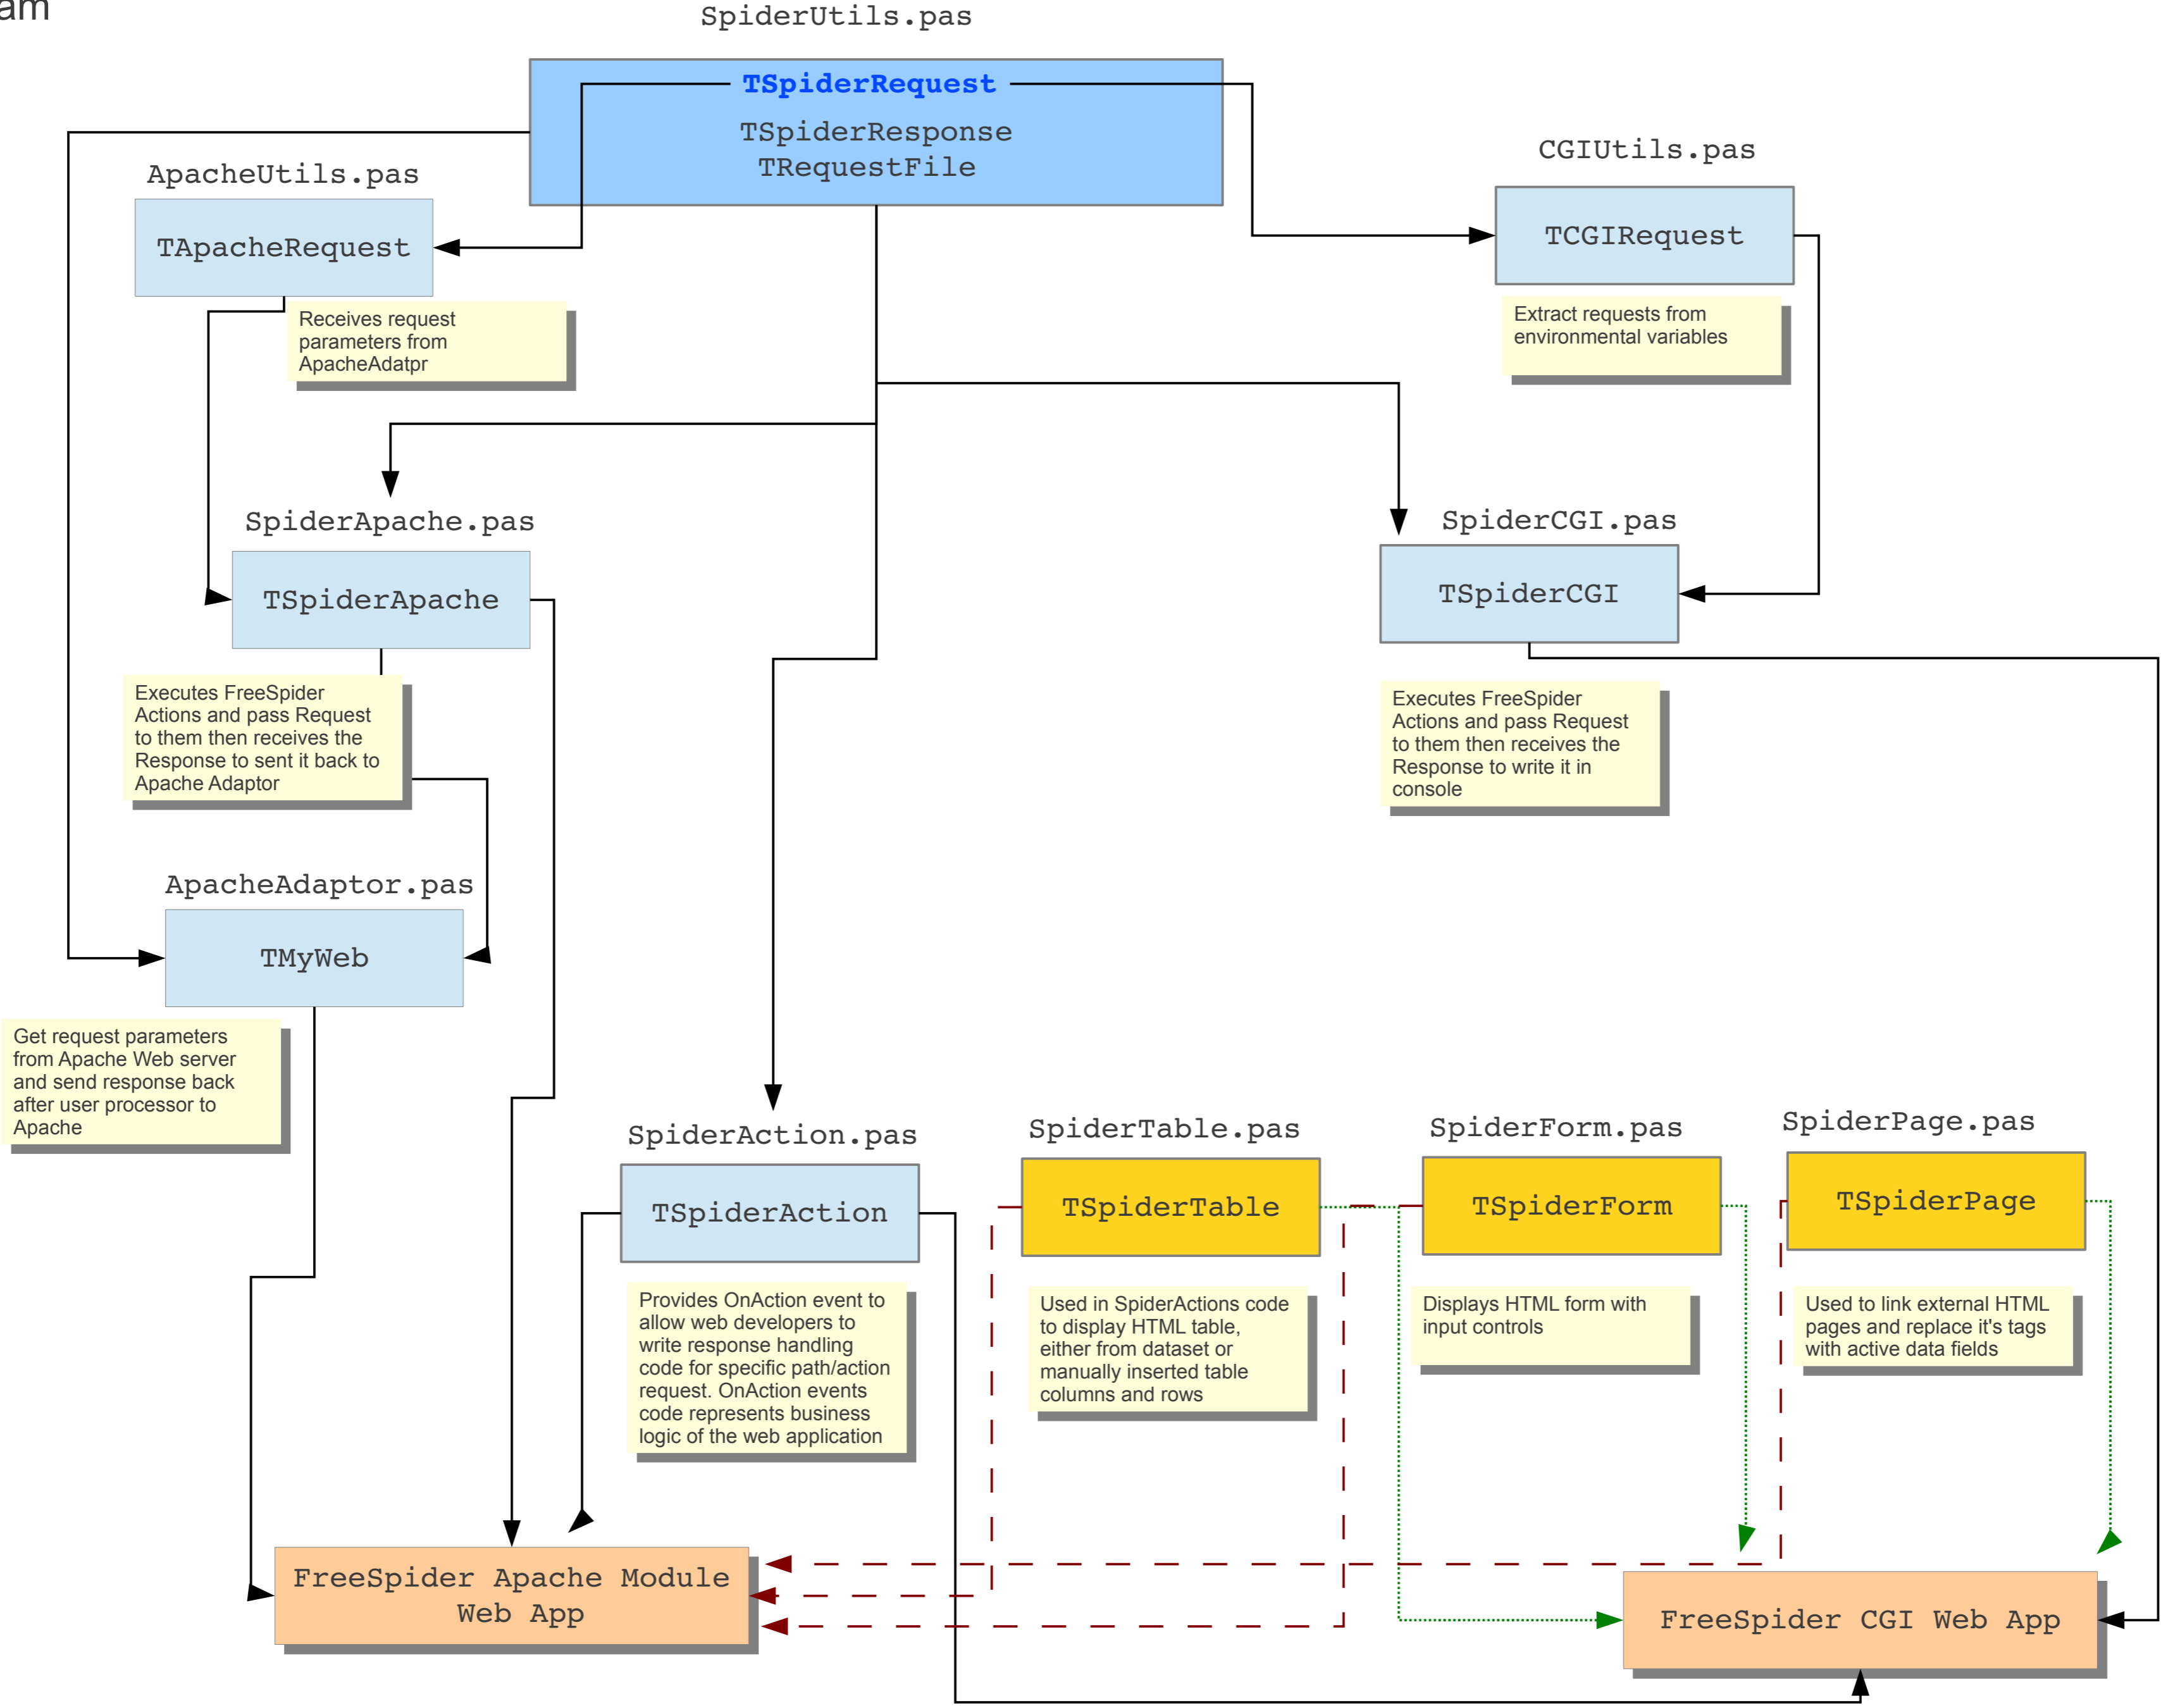 am
SpiderUtils.pas
TSpiderRequest
TSpiderResponse
TRequestFile
CGIUtils.pas
TCGIRequest
Extract requests from
environmental variables
ApacheUtils.pas
TApacheRequest
Receives request
parameters from
ApacheAdatpr
SpiderApache.pas
TSpiderApache
Executes FreeSpider
Actions and pass Request
to them then receives the
Response to sent it back to
Apache Adaptor
SpiderCGI.pas
TSpiderCGI
Executes FreeSpider
Actions and pass Request
to them then receives the
Response to write it in
console
ApacheAdaptor.pas
TMyWeb
Get request parameters
from Apache Web server
and send response back
after user processor to
Apache
SpiderAction.pas
TSpiderAction
Provides OnAction event to
allow web developers to
write response handling
code for specific path/action
request. OnAction events
code represents business
logic of the web application
SpiderTable.pas
TSpiderTable
Used in SpiderActions code
to display HTML table,
either from dataset or
manually inserted table
columns and rows
SpiderForm.pas
TSpiderForm
Displays HTML form with
input controls
SpiderPage.pas
TSpiderPage
Used to link external HTML
pages and replace it's tags
with active data fields
FreeSpider Apache Module
Web App
FreeSpider CGI Web App